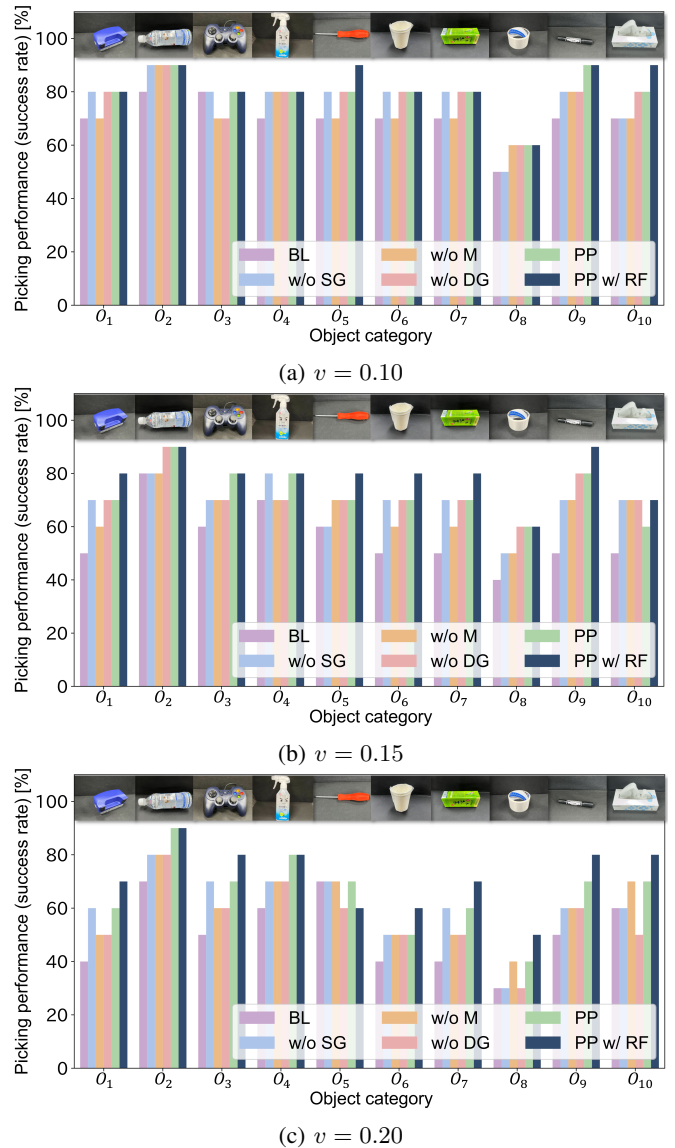 Picking performance (success rate) [%]
100
80
60
40
20
0
BL
w/o M
PP
w/o SG
w/o DG
PP w/ RF
O1 O2 O3 O4 O5 O6 O7 O8 O9 O10
Object category
(a) v = 0.10
Picking performance (success rate) [%]
100
80
60
40
20
0
BL
w/o M
PP
w/o SG
w/o DG
PP w/ RF
O1 O2 O3 O4 O5 O6 O7 O8 O9 O10
Object category
(b) v = 0.15
Picking performance (success rate) [%]
100
80
60
40
20
0
BL
w/o M
PP
w/o SG
w/o DG
PP w/ RF
O1 O2 O3 O4 O5 O6 O7 O8 O9 O10
Object category
(c) v = 0.20